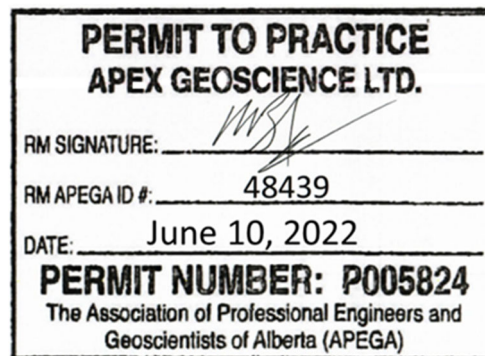 PERMIT TO PRACTICE
APEX GEOSCIENCE LTD.
RM SIGNATURE:
RM APEGA ID #: 48439
DATE: June 10, 2022
PERMIT NUMBER: P005824
The Association of Professional Engineers and
Geoscientists of Alberta (APEGA)